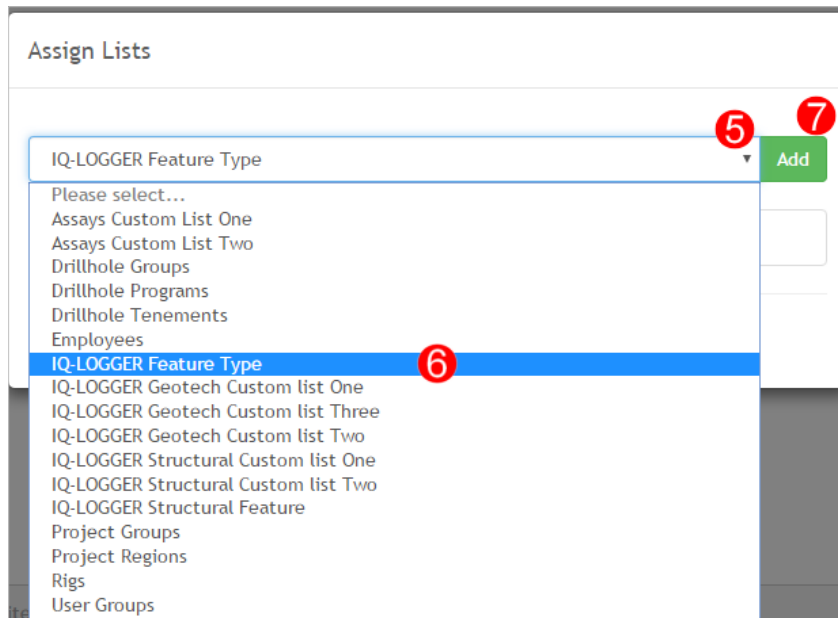 Assign Lists
5
7
IQ-LOGGER Feature Type
Add
Please select...
Assays Custom List One
Assays Custom List Two
Drillhole Groups
Drillhole Programs
Drillhole Tenements
Employees
IQ-LOGGER Feature Type
6
IQ-LOGGER Geotech Custom list One
IQ-LOGGER Geotech Custom list Three
IQ-LOGGER Geotech Custom list Two
IQ-LOGGER Structural Custom list One
IQ-LOGGER Structural Custom list Two
IQ-LOGGER Structural Feature
Project Groups
Project Regions
Rigs
User Groups